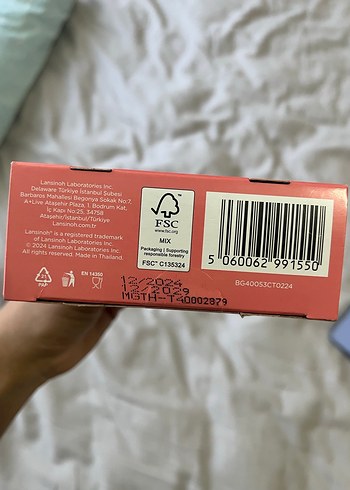 Lansinoh Laboratories Inc.
Delaware Türkiye İstanbul Şubesi
Barbaros Mahallesi Begonya Sokak No:7,
A+Live Ataşehir Plaza, 1. Bodrum Kat,
İç Kapı No:25, 34758
Ataşehir/İstanbul/Türkiye
Lansinoh.com.tr
Lansinoh® is a registered trademark
of Lansinoh Laboratories Inc.
© 2024 Lansinoh Laboratories Inc.
All rights reserved. Made in Thailand.
21
PAP
EN 14350
FSC
www.fsc.org
MIX
Packaging | Supporting
responsible forestry
FSC™ C135324
5 060062 991550
BG40053CT0224
12/2024
12/2029
MGTH-T40002879